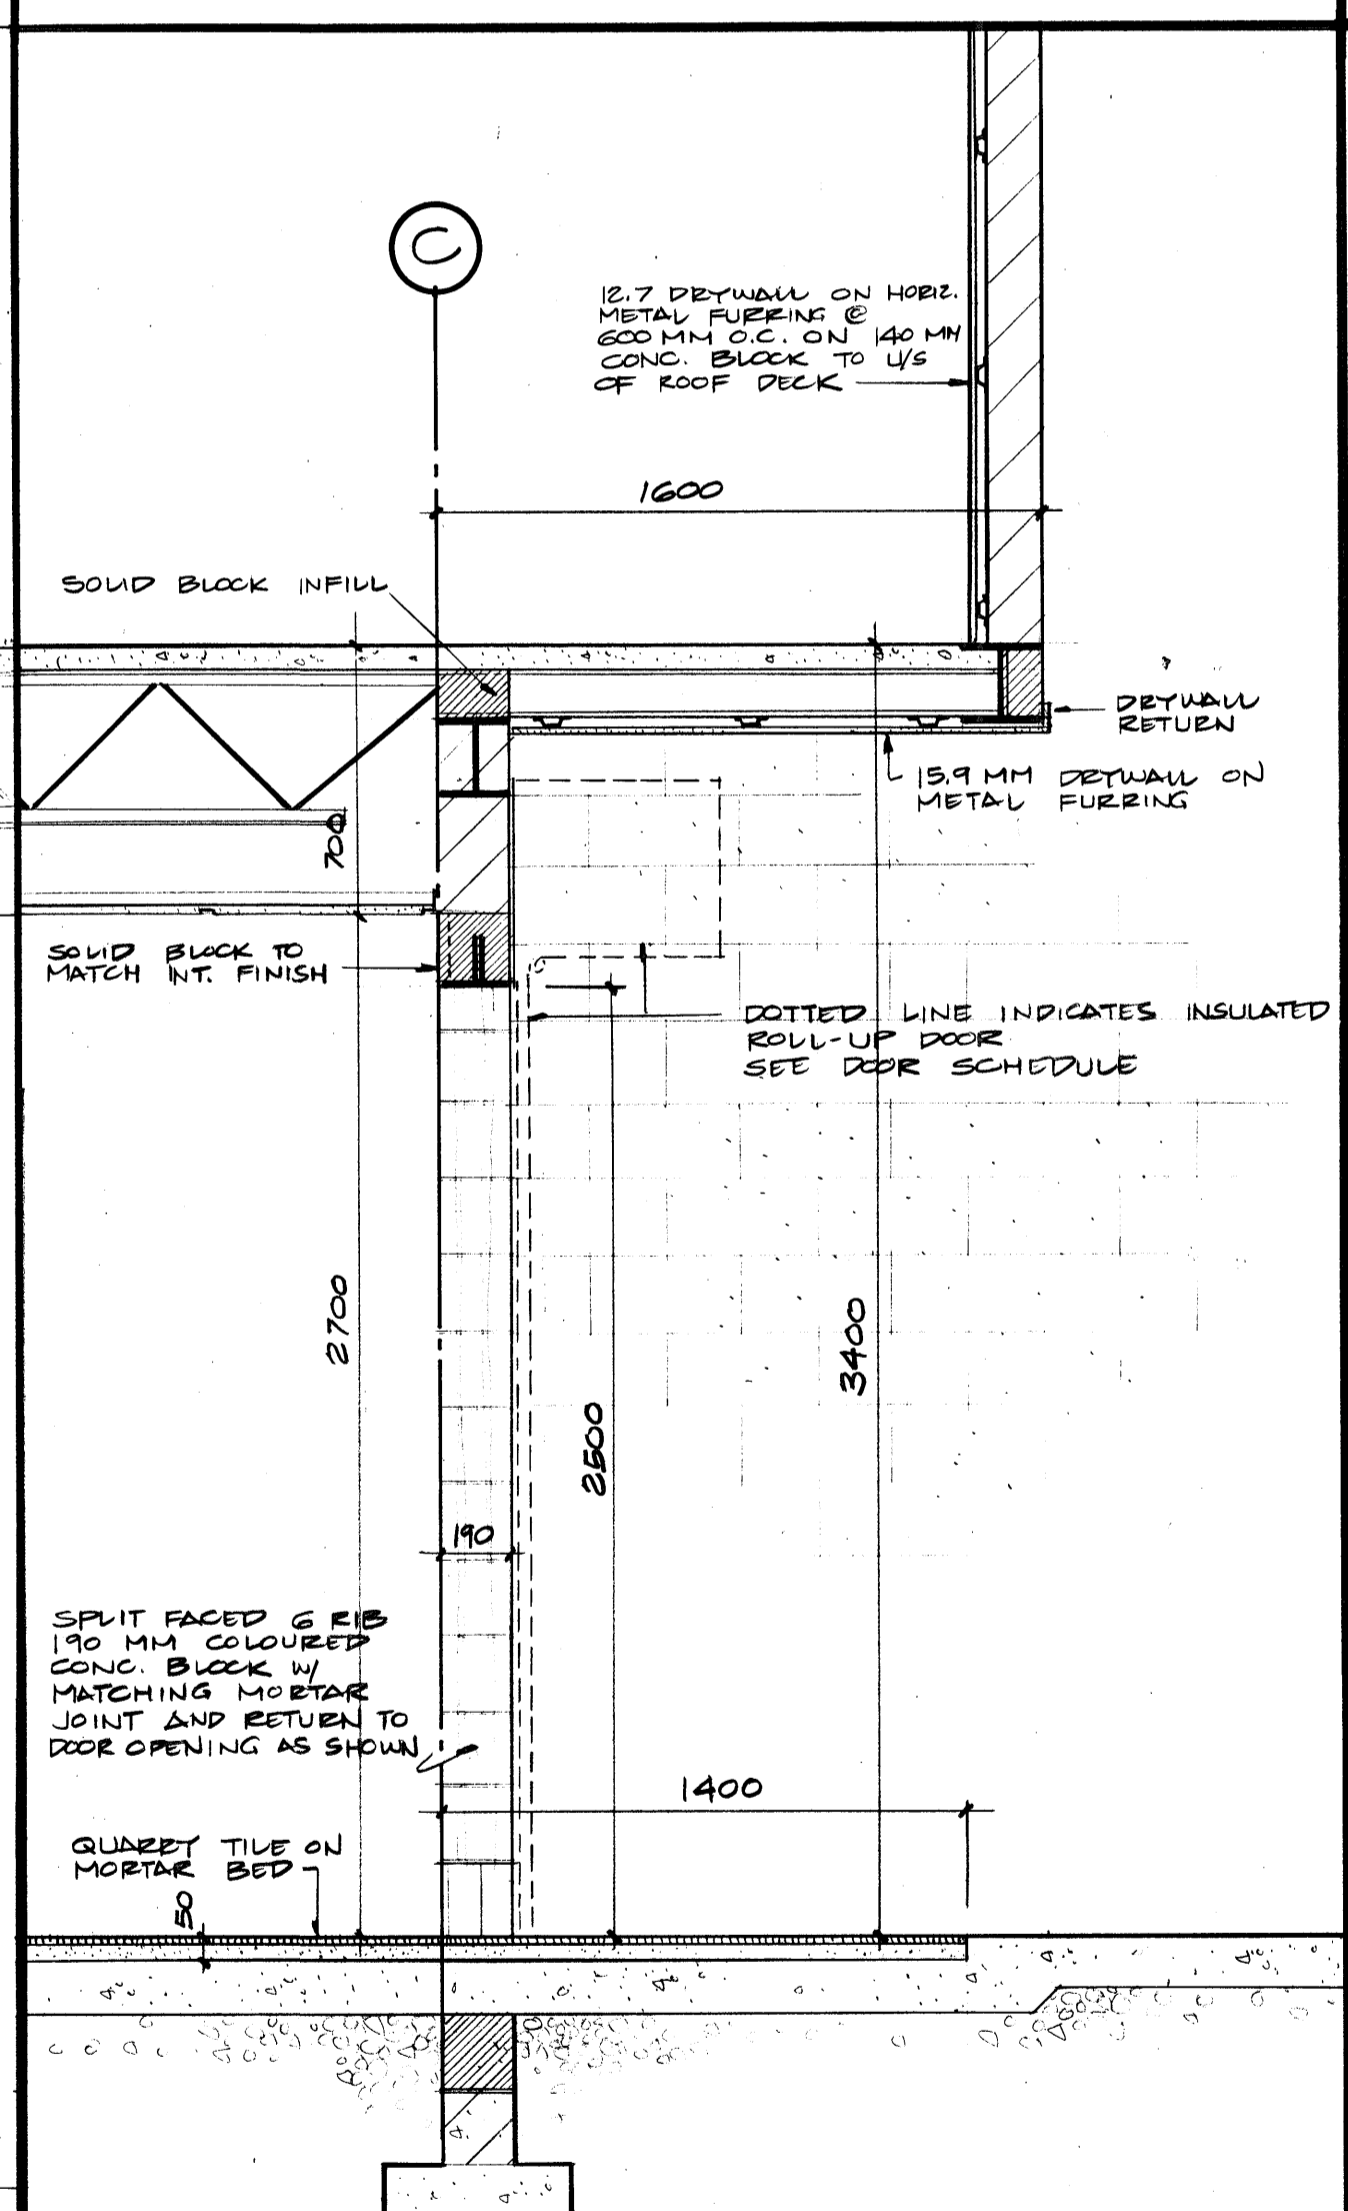 C
12.7 DRYWALL ON HORIZ.
METAL FURRING @
600 MM O.C. ON 140 MM
CONC. BLOCK TO U/S
OF ROOF DECK
1600
SOLID BLOCK INFILL
DRYWALL
RETURN
15.9 MM DRYWALL ON
METAL FURRING
700
SOLID BLOCK TO
MATCH INT. FINISH
DOTTED LINE INDICATES INSULATED
ROLL-UP DOOR
SEE DOOR SCHEDULE
2700
3400
2500
190
SPLIT FACED 6 RIB
190 MM COLOURED
CONC. BLOCK W/
MATCHING MORTAR
JOINT AND RETURN TO
DOOR OPENING AS SHOWN
1400
QUARRY TILE ON
MORTAR BED
50